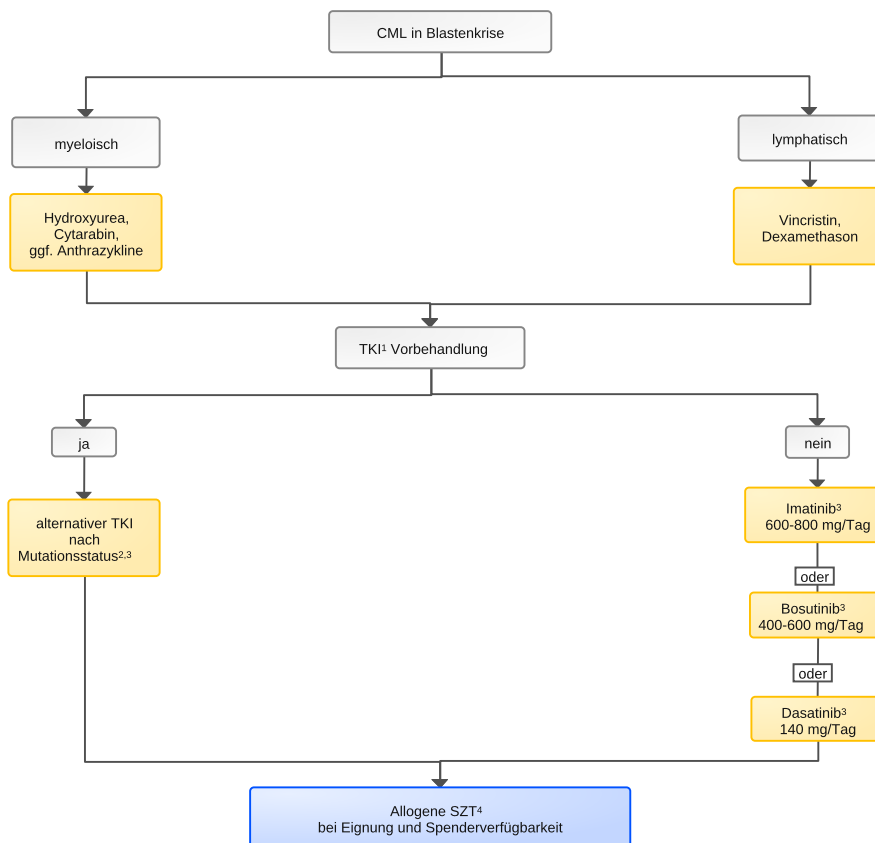 CML in Blastenkrise
myeloisch
lymphatisch
Hydroxyurea,
Cytarabin,
ggf. Anthrazykline
Vincristin,
Dexamethason
TKI¹ Vorbehandlung
ja
nein
alternativer TKI
nach
Mutationsstatus²,³
Imatinib³
600-800 mg/Tag
oder
Bosutinib³
400-600 mg/Tag
oder
Dasatinib³
140 mg/Tag
Allogene SZT⁴
bei Eignung und Spenderverfügbarkeit